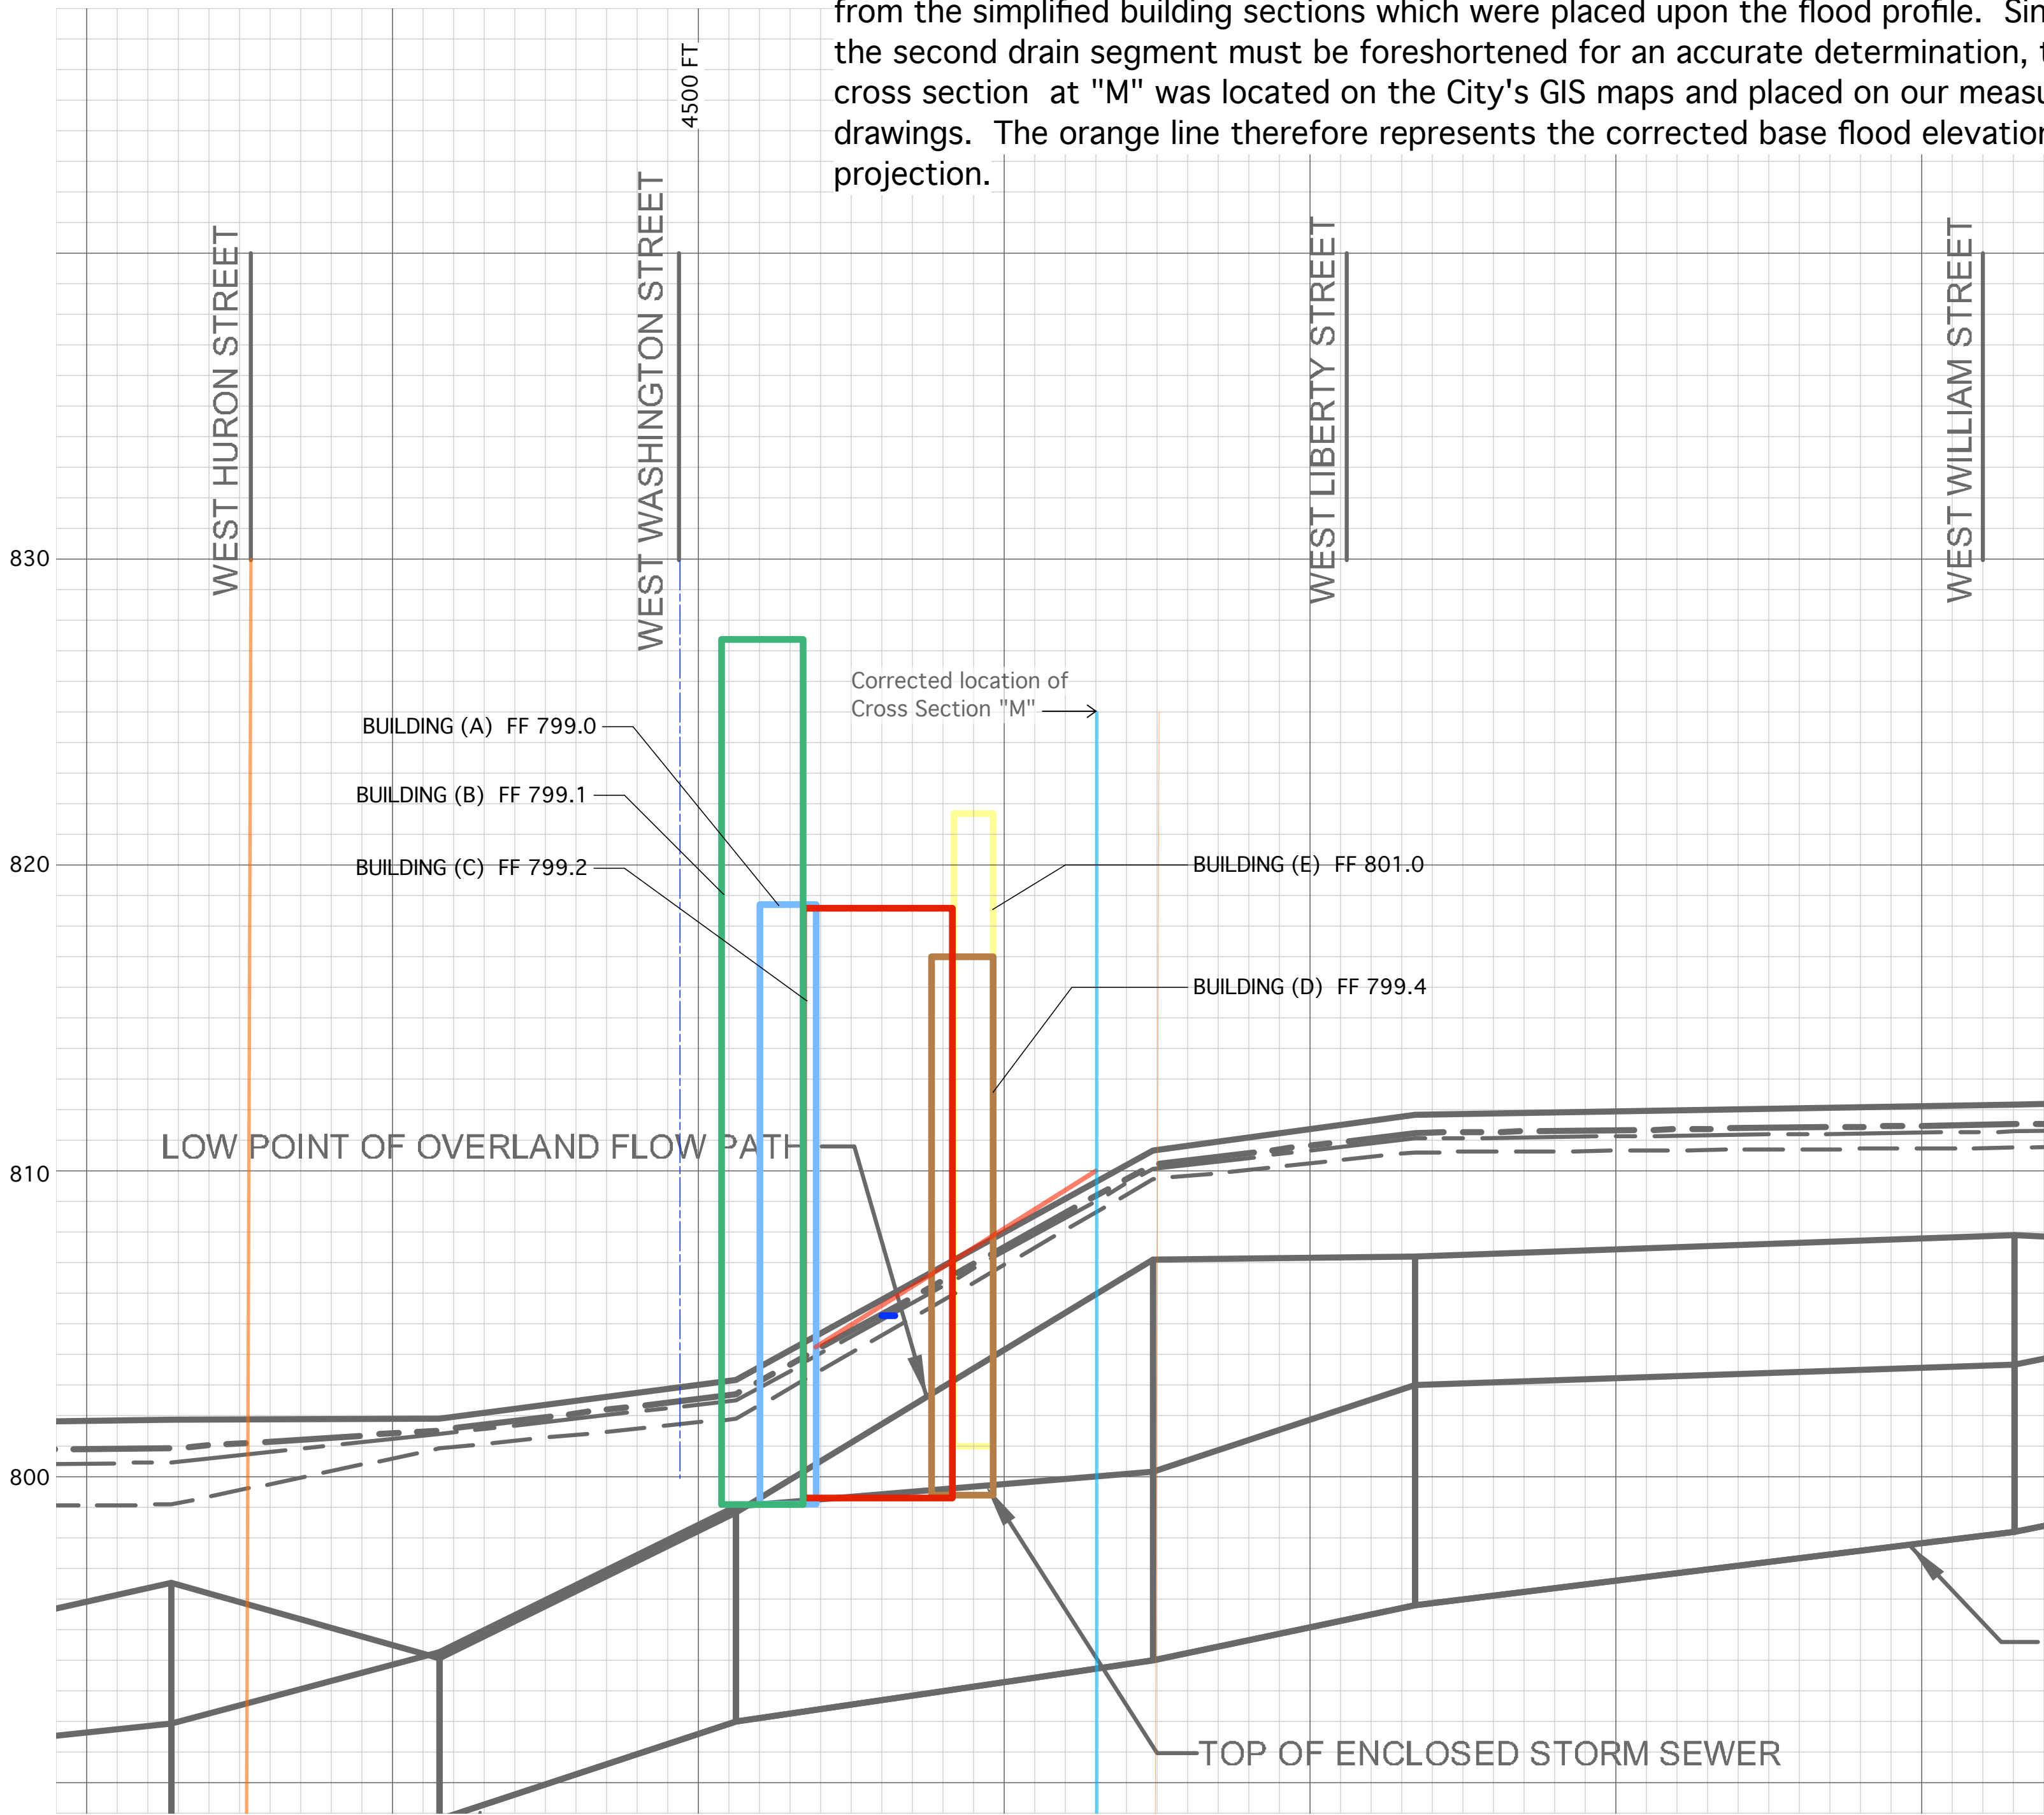 from the simplified building sections which were placed upon the flood profile.
the second drain segment must be foreshortened for an accurate determination,
cross section at "M" was located on the City's GIS maps and placed on our
drawings. The orange line therefore represents the corrected base flood
projection.
4500 FT
WEST HURON STREET
WEST WASHINGTON STREET
WEST LIBERTY STREET
WEST WILLIAM STREET
830
Corrected location of
Cross Section "M"
BUILDING (A) FF 799.0
BUILDING (B) FF 799.1
BUILDING (C) FF 799.2
820
BUILDING (E) FF 801.0
BUILDING (D) FF 799.4
LOW POINT OF OVERLAND FLOW PATH
810
800
TOP OF ENCLOSED STORM SEWER